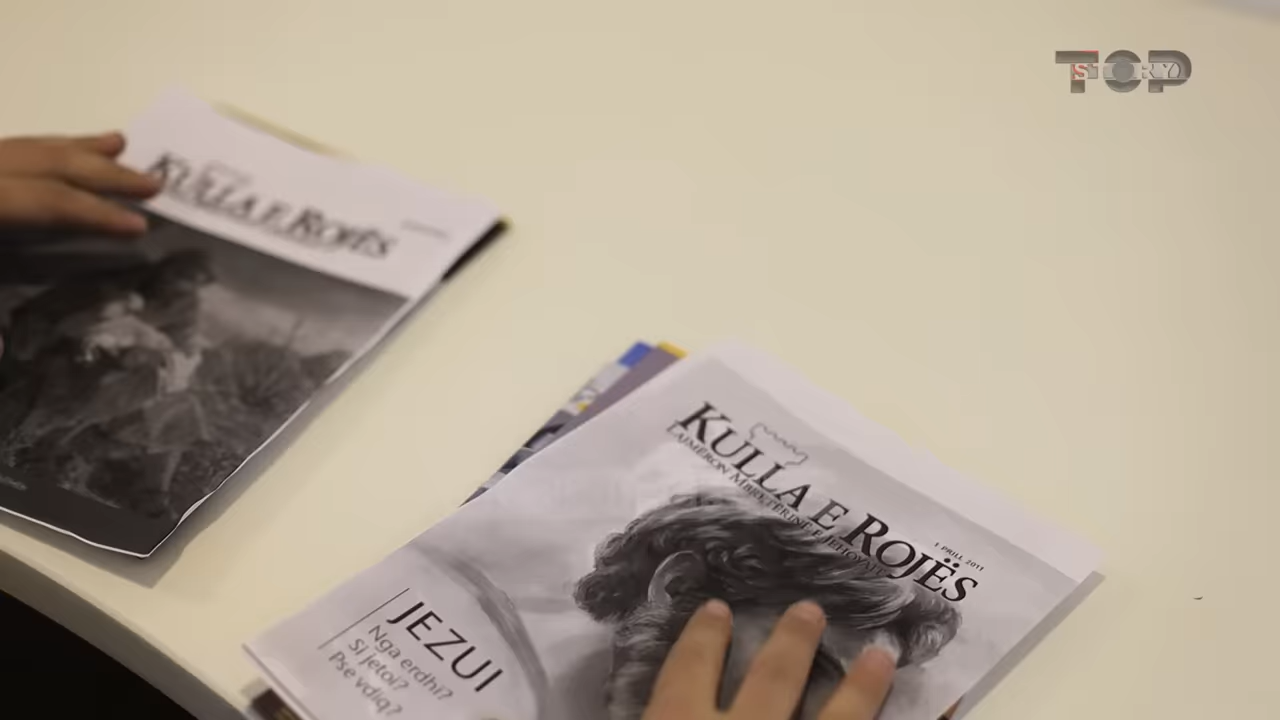 TOP
STORY
KULLA E ROJËS
KULLA E ROJËS
LAJMËRON MBRETËRINË E JEHOVAIT
1 PRILL 2011
JEZUI
Nga erdhi?
Si jetoi?
Pse vdiq?